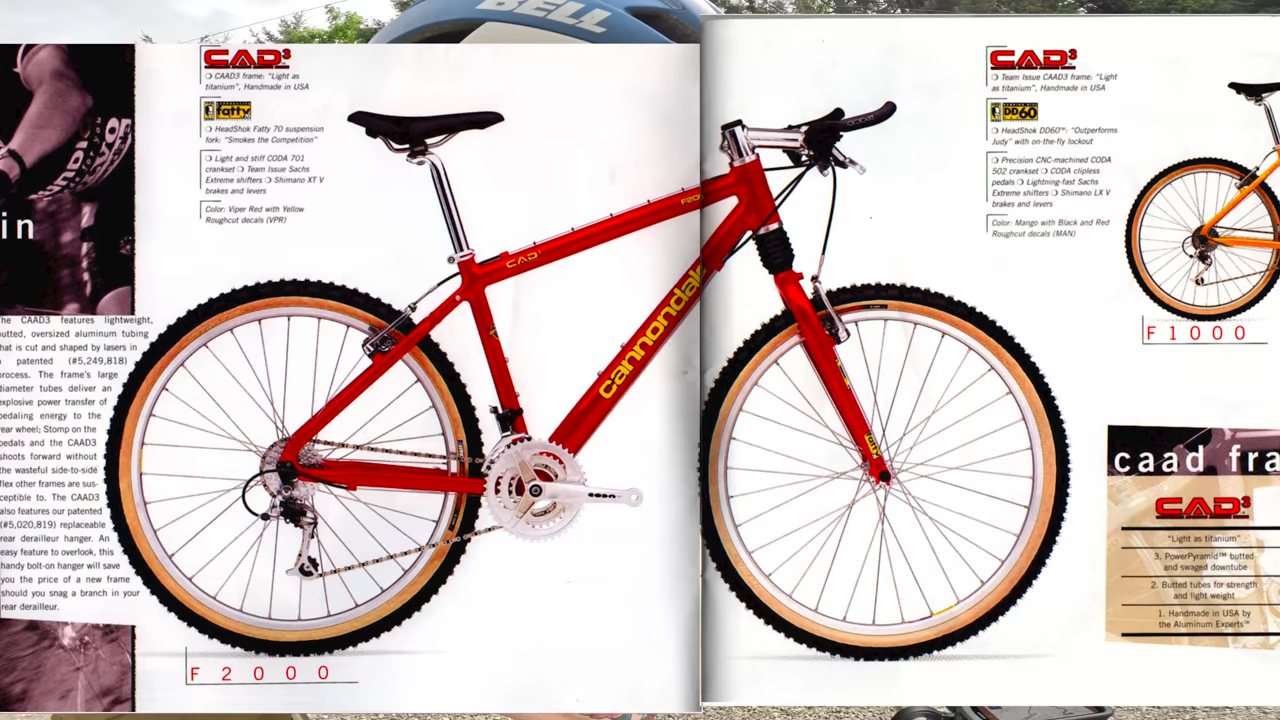 BELL
CAD3
❍ CAAD3 frame: "Light as
titanium", Handmade in USA
fatty
❍ HeadShok Fatty 70 suspension
fork: "Smokes the Competition"
❍ Light and stiff CODA 701
crankset ❍ Team Issue Sachs
Extreme shifters ❍ Shimano XT V
brakes and levers
Color: Viper Red with Yellow
Roughcut decals (VPR)
in
The CAAD3 features lightweight,
butted, oversized aluminum tubing
that is cut and shaped by lasers in
a patented (#5,249,818)
process. The frame's large
diameter tubes deliver an
explosive power transfer of
pedaling energy to the
rear wheel; Stomp on the
pedals and the CAAD3
shoots forward without
the wasteful side-to-side
flex other frames are sus-
ceptible to. The CAAD3
also features our patented
(#5,020,819) replaceable
rear derailleur hanger. An
easy feature to overlook, this
handy bolt-on hanger will save
you the price of a new frame
should you snag a branch in your
rear derailleur.
CAD3
cannondale
CODA
F2000
CAD3
❍ Team Issue CAAD3 frame: "Light
as titanium", Handmade in USA
DD60
❍ HeadShok DD60™: "Outperforms
Judy" with on-the-fly lockout
❍ Precision CNC-machined CODA
502 crankset ❍ CODA clipless
pedals ❍ Lightning-fast Sachs
Extreme shifters ❍ Shimano LX V
brakes and levers
Color: Mango with Black and Red
Roughcut decals (MAN)
F1000
caad fra
CAD3
"Light as titanium"
3. PowerPyramid™ butted
and swaged downtube
2. Butted tubes for strength
and light weight
1. Handmade in USA by
the Aluminum Experts™